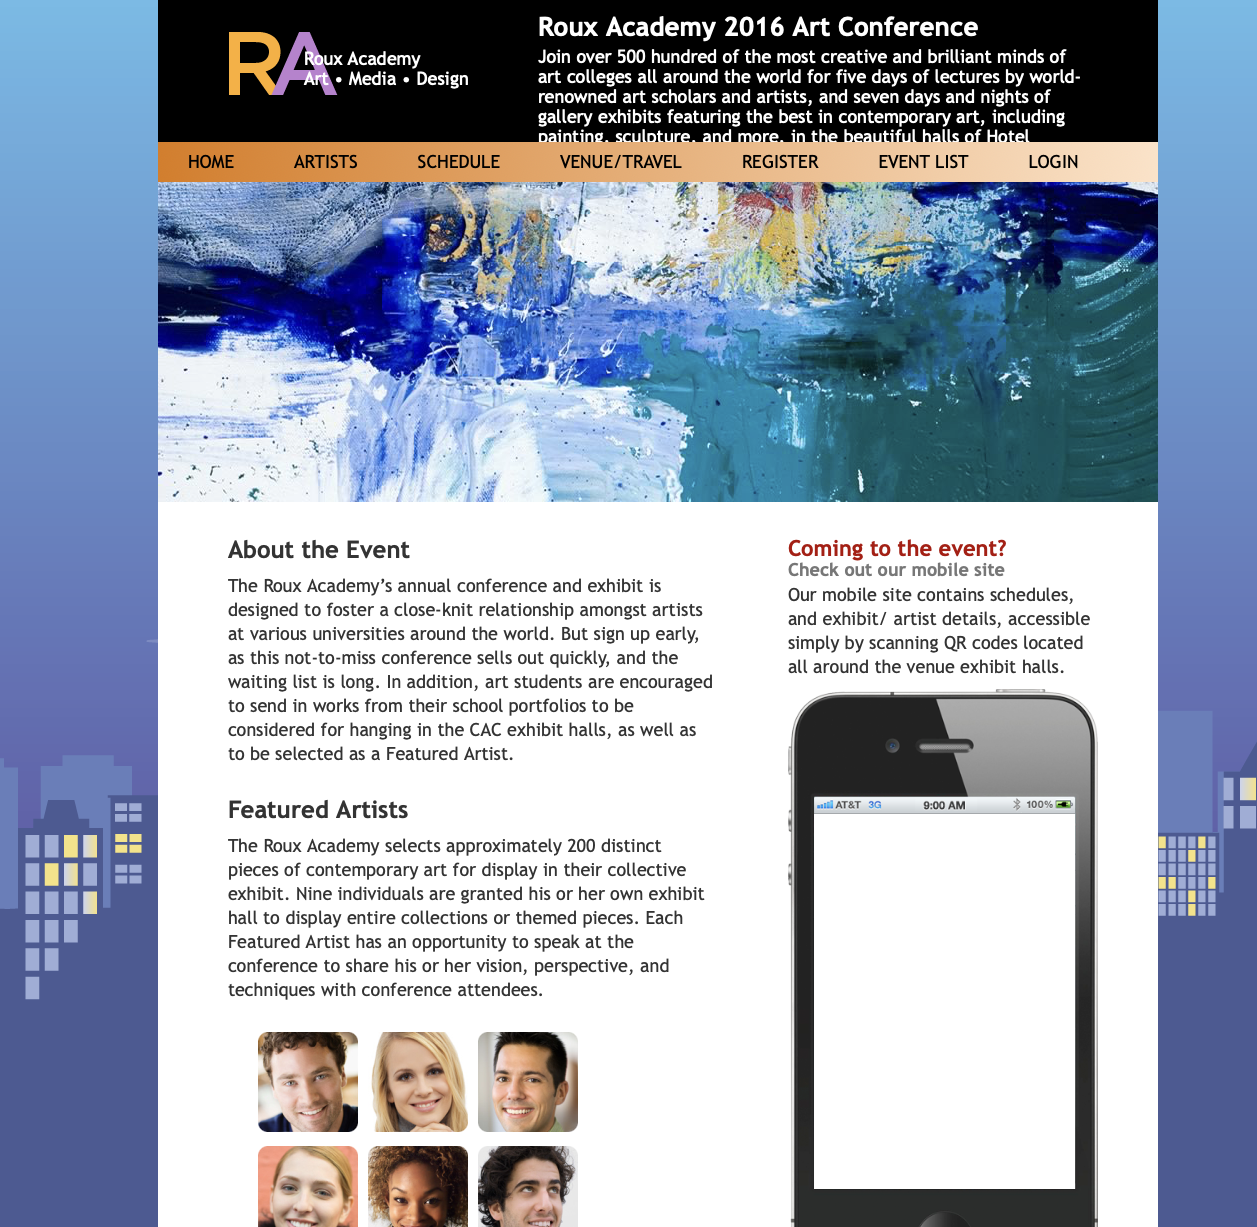 RA
Roux Academy
Art • Media • Design
Roux Academy 2016 Art Conference
Join over 500 hundred of the most creative and brilliant minds of
art colleges all around the world for five days of lectures by world-
renowned art scholars and artists, and seven days and nights of
gallery exhibits featuring the best in contemporary art, including
painting, sculpture, and more, in the beautiful halls of Hotel
HOME ARTISTS SCHEDULE VENUE/TRAVEL REGISTER EVENT LIST LOGIN
About the Event
The Roux Academy’s annual conference and exhibit is
designed to foster a close-knit relationship amongst artists
at various universities around the world. But sign up early,
as this not-to-miss conference sells out quickly, and the
waiting list is long. In addition, art students are encouraged
to send in works from their school portfolios to be
considered for hanging in the CAC exhibit halls, as well as
to be selected as a Featured Artist.
Featured Artists
The Roux Academy selects approximately 200 distinct
pieces of contemporary art for display in their collective
exhibit. Nine individuals are granted his or her own exhibit
hall to display entire collections or themed pieces. Each
Featured Artist has an opportunity to speak at the
conference to share his or her vision, perspective, and
techniques with conference attendees.
Coming to the event?
Check out our mobile site
Our mobile site contains schedules,
and exhibit/ artist details, accessible
simply by scanning QR codes located
all around the venue exhibit halls.
AT&T 3G 9:00 AM 100%